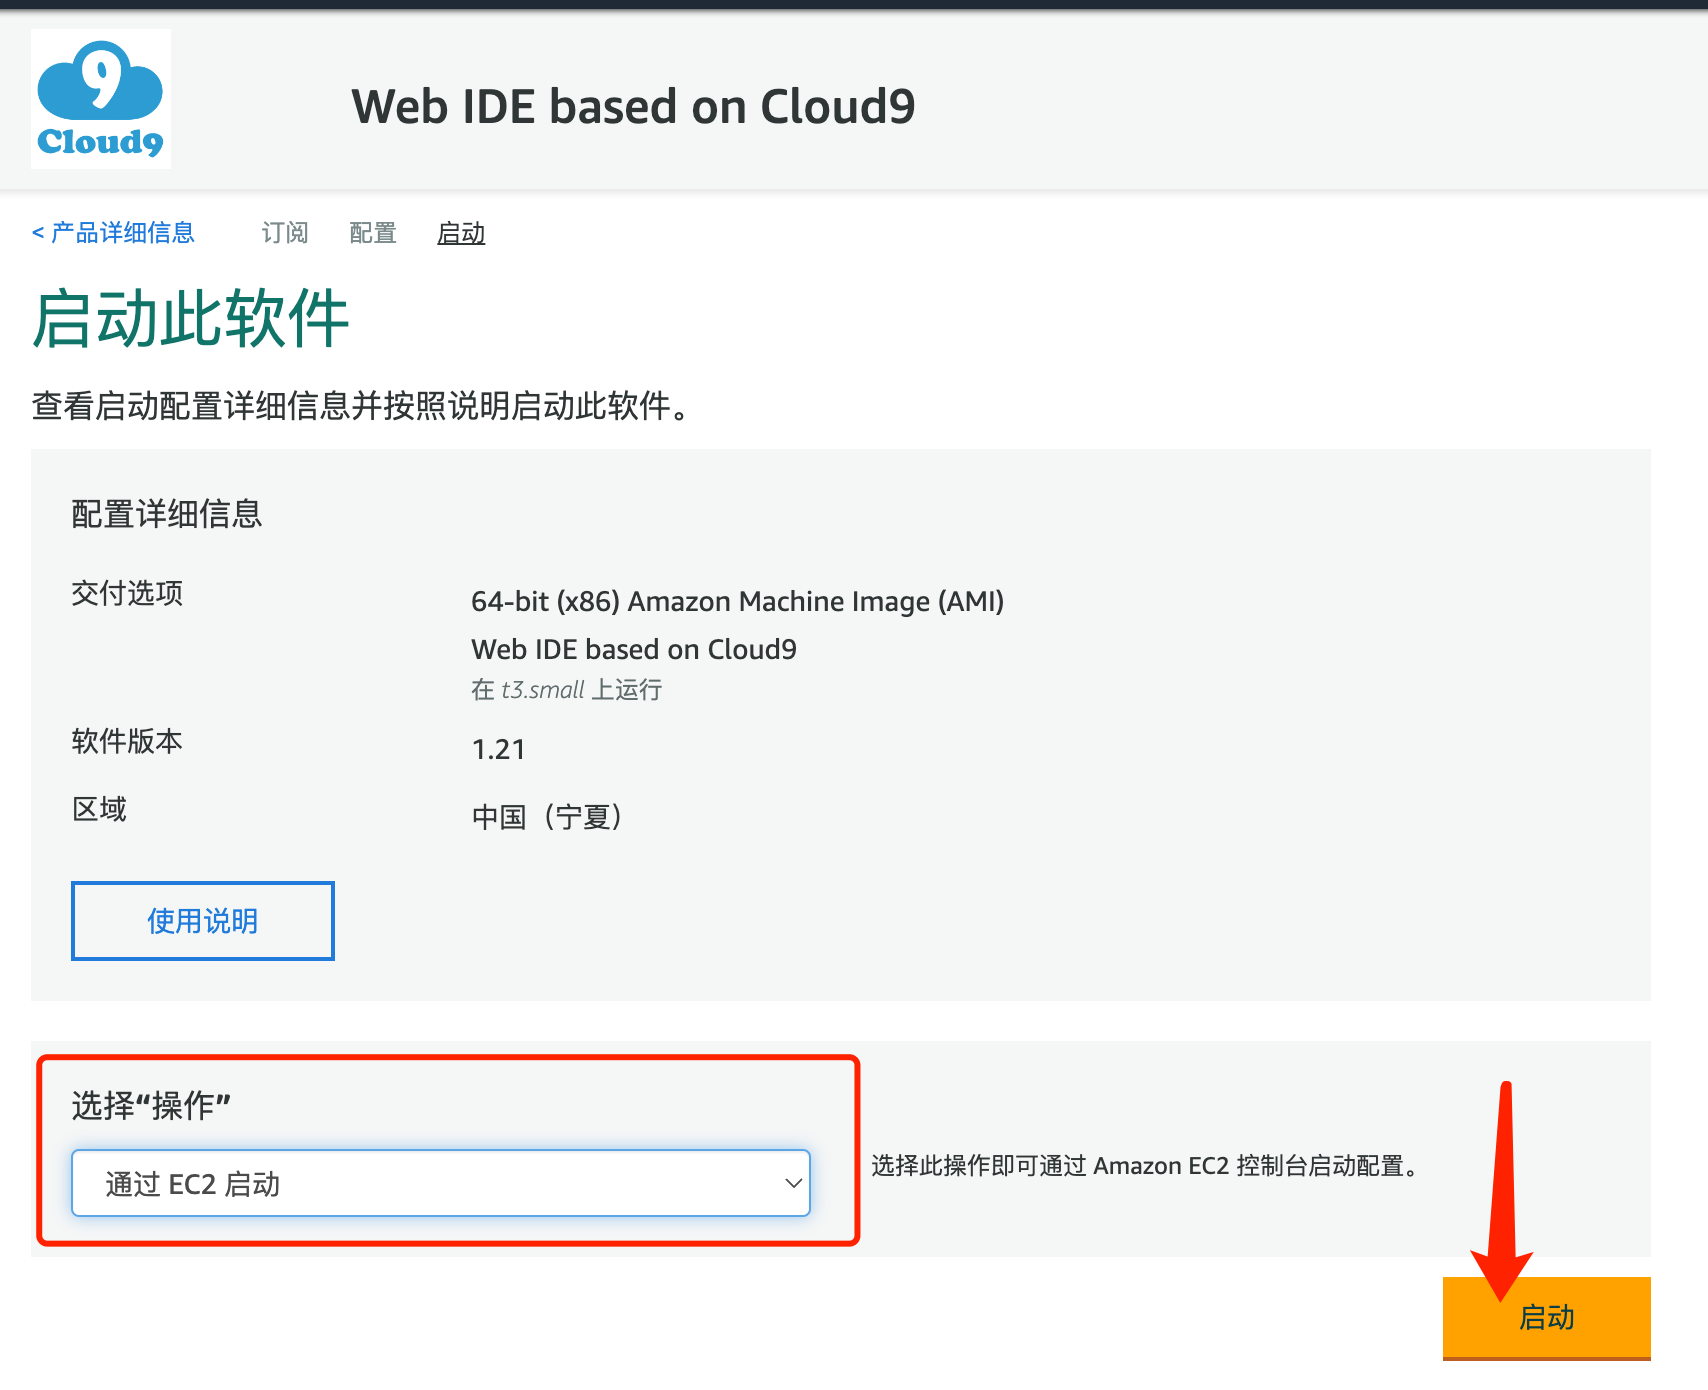 9
Cloud9
Web IDE based on Cloud9
< 产品详细信息 订阅 配置 启动
启动此软件
查看启动配置详细信息并按照说明启动此软件。
配置详细信息
交付选项
64-bit (x86) Amazon Machine Image (AMI)
Web IDE based on Cloud9
在 t3.small 上运行
软件版本
1.21
区域
中国（宁夏）
使用说明
选择“操作”
通过 EC2 启动
选择此操作即可通过 Amazon EC2 控制台启动配置。
启动